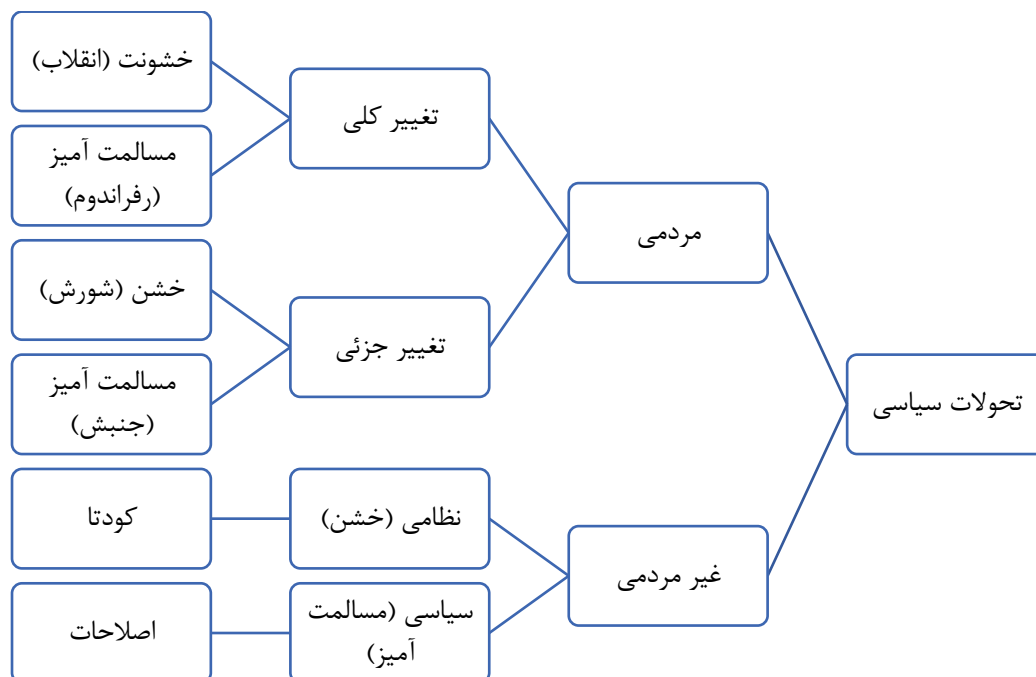 تحولات سیاسی
مردمی
تغییر کلی
خشونت (انقلاب)
مسالمت آمیز
(رفراندوم)
تغییر جزئی
خشن (شورش)
مسالمت آمیز
(جنبش)
غیر مردمی
نظامی (خشن)
کودتا
سیاسی (مسالمت
آمیز)
اصلاحات